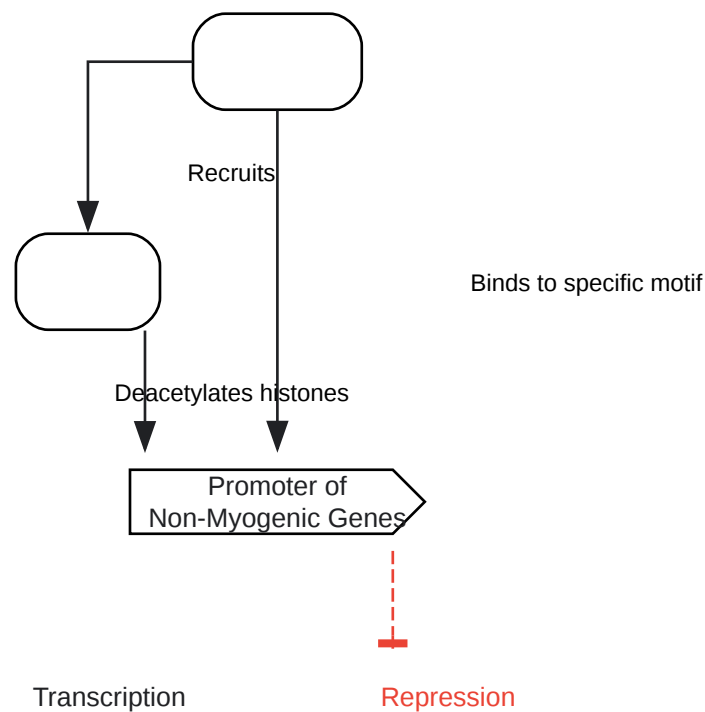 Recruits
Binds to specific motif
Deacetylates histones
Promoter of
Non-Myogenic Genes
Transcription
Repression